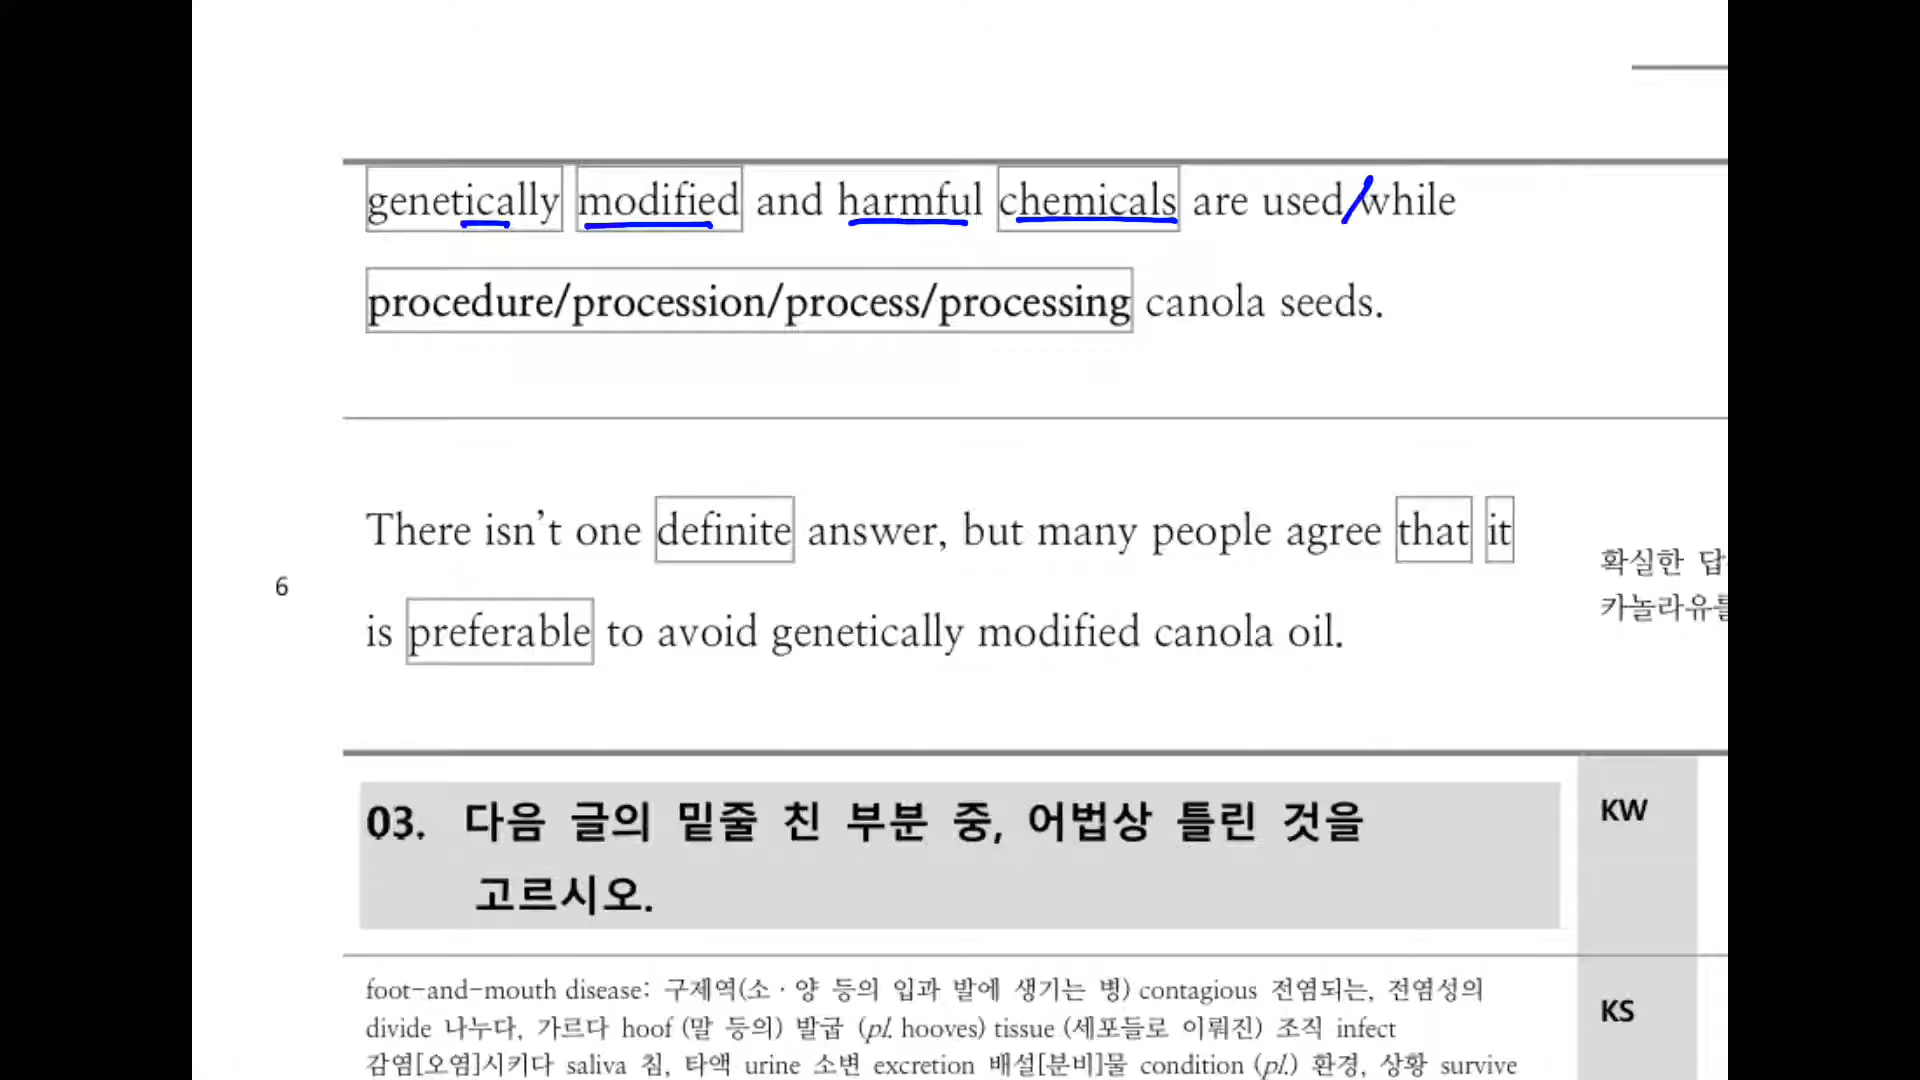 genetically modified and harmful chemicals are used/while
procedure/procession/process/processing canola seeds.
There isn't one definite answer, but many people agree that it
확실한 답
6
카놀라유를
is preferable to avoid genetically modified canola oil.
03. 다음 글의 밑줄 친 부분 중, 어법상 틀린 것을
고르시오.
KW
foot-and-mouth disease: 구제역(소·양 등의 입과 발에 생기는 병) contagious 전염되는, 전염성의
KS
divide 나누다, 가르다 hoof (말 등의) 발굽 (pl. hooves) tissue (세포들로 이뤄진) 조직 infect
감염[오염]시키다 saliva 침, 타액 urine 소변 excretion 배설[분비]물 condition (pl.) 환경, 상황 survive